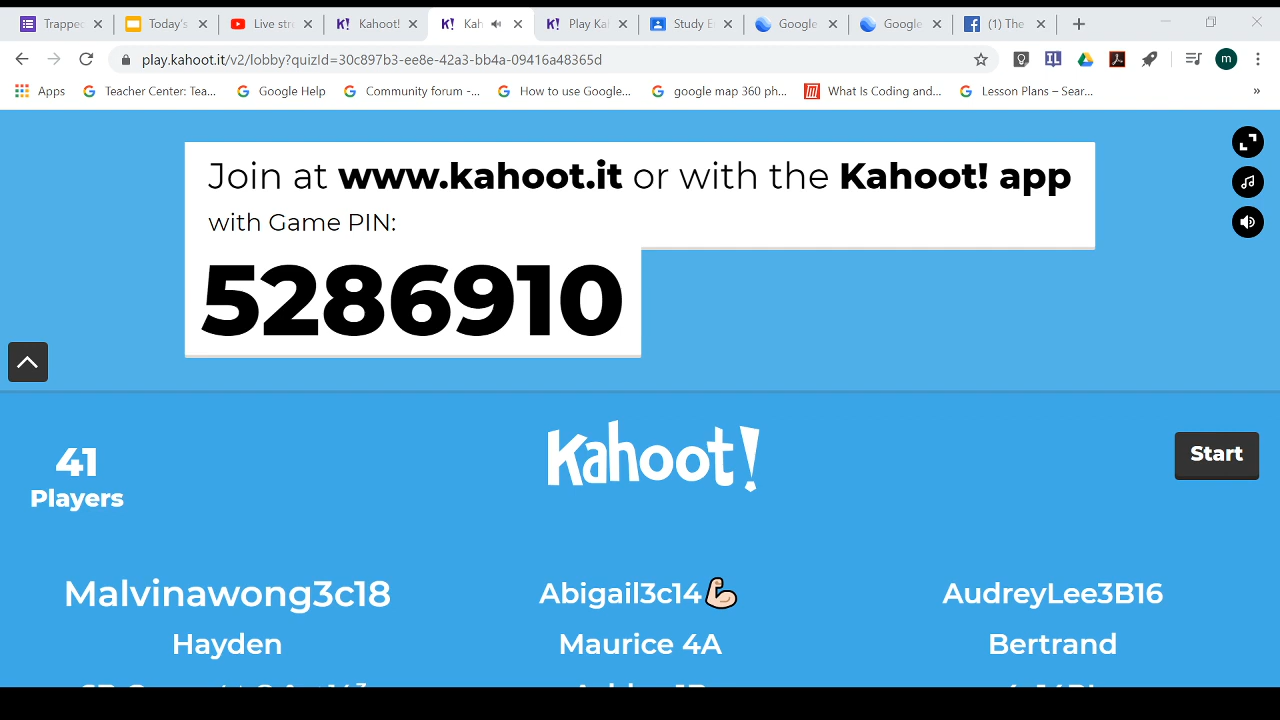 Trapped
Today's
Live str
Kahoot!
Kah
Play Kal
Study E
Google
Google
(1) The
play.kahoot.it/v2/lobby?quizId=30c897b3-ee8e-42a3-bb4a-09416a48365d
Apps
Teacher Center: Tea...
Google Help
Community forum -...
How to use Google...
google map 360 ph...
What Is Coding and...
Lesson Plans – Sear...
Join at www.kahoot.it or with the Kahoot! app
with Game PIN:
5286910
41
Players
Kahoot!
Start
Malvinawong3c18
Abigail3c14💪🏻
AudreyLee3B16
Hayden
Maurice 4A
Bertrand